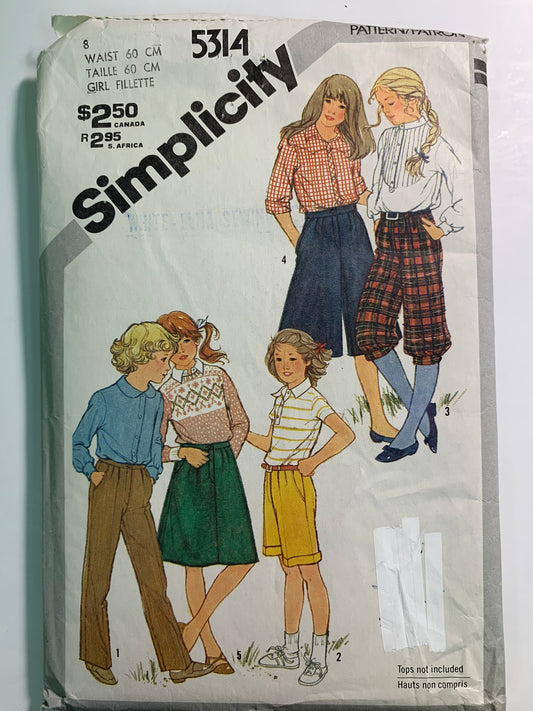 8
WAIST 60 CM
TAILLE 60 CM
GIRL FILLETTE
5314
PATTERN/PATRON
$2.50
CANADA
R2.95
S. AFRICA
Simplicity
4
3
1
5
2
Tops not included
Hauts non compris